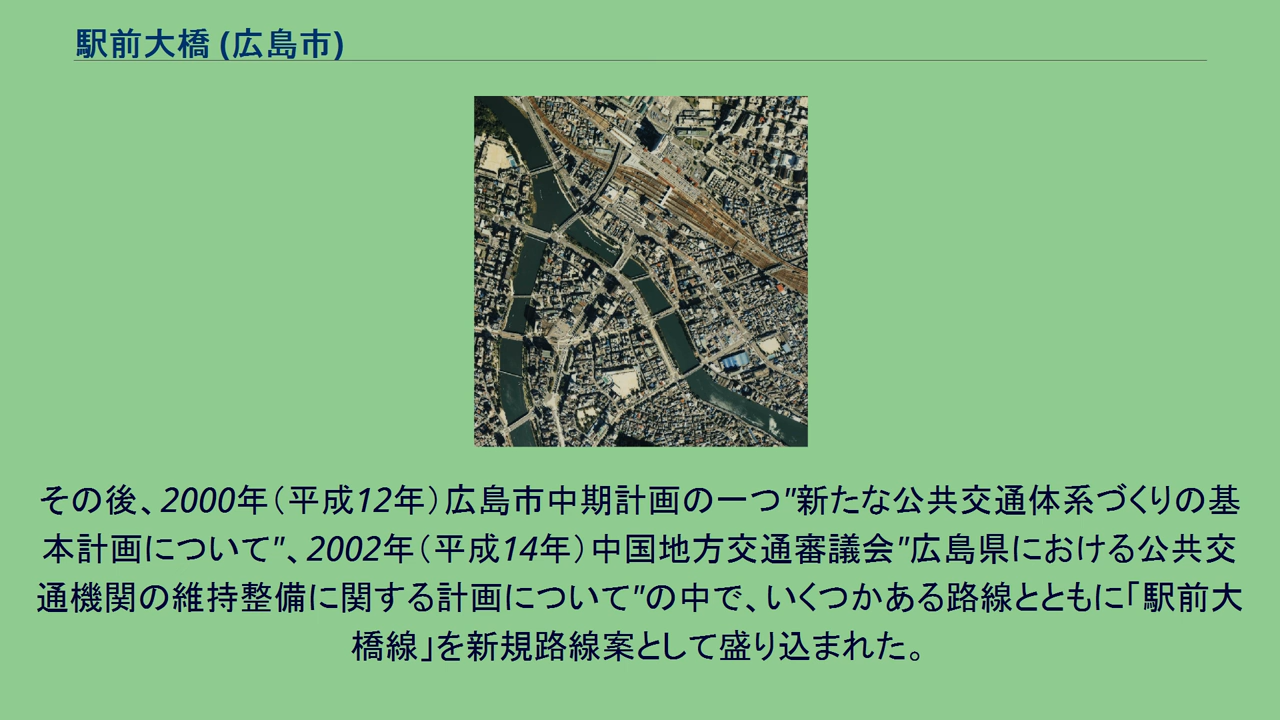 駅前大橋 (広島市)
その後、2000年（平成12年）広島市中期計画の一つ"新たな公共交通体系づくりの基
本計画について"、2002年（平成14年）中国地方交通審議会"広島県における公共交
通機関の維持整備に関する計画について"の中で、いくつかある路線とともに「駅前大
橋線」を新規路線案として盛り込まれた。